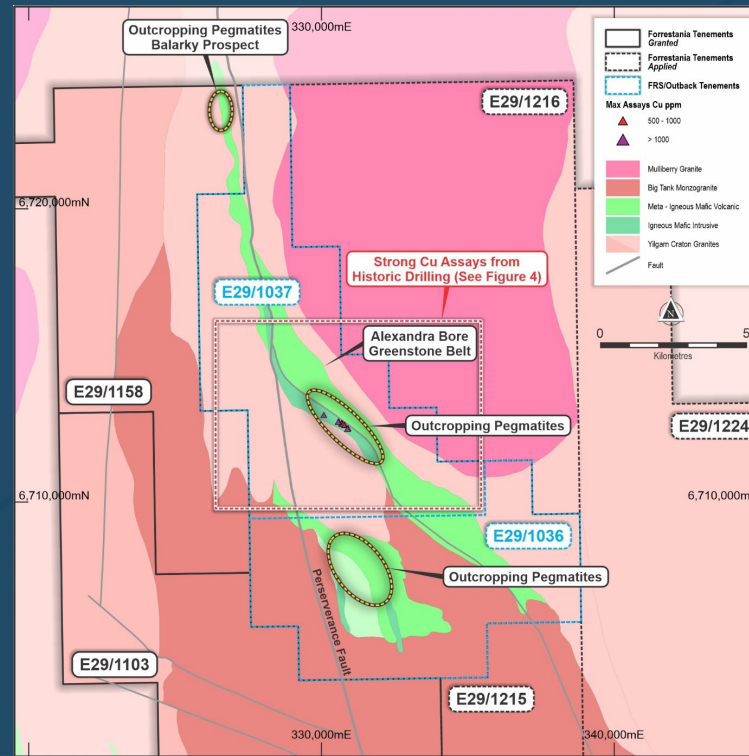 Outcropping Pegmatites
Balarky Prospect
330,000mE
Forrestania Tenements
Granted
Forrestania Tenements
Applied
FRS/Outback Tenements
Max Assays Cu ppm
500 - 1000
> 1000
Mulliberry Granite
Big Tank Monzogranite
Meta - Igneous Mafic Volcanic
Igneous Mafic Intrusive
Yilgarn Craton Granites
Fault
E29/1216
6,720,000mN
Strong Cu Assays from
Historic Drilling (See Figure 4)
E29/1037
N
0
5
Kilometres
Alexandra Bore
Greenstone Belt
E29/1158
Outcropping Pegmatites
E29/1224
6,710,000mN
6,710,000m
E29/1036
Outcropping Pegmatites
Perserverance Fault
E29/1103
E29/1215
330,000mE
340,000mE